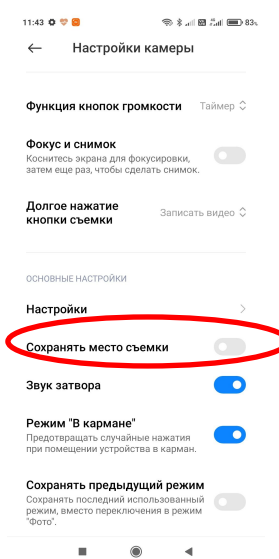 11:43 83%
Настройки камеры
Функция кнопок громкости Таймер
Фокус и снимок
Коснитесь экрана для фокусировки,
затем еще раз, чтобы сделать снимок.
Долгое нажатие
кнопки съемки Записать видео
ОСНОВНЫЕ НАСТРОЙКИ
Настройки
Сохранять место съемки
Звук затвора
Режим "В кармане"
Предотвращать случайные нажатия
при помещении устройства в карман.
Сохранять предыдущий режим
Сохранять последний использованный
режим, вместо переключения в режим
"Фото".